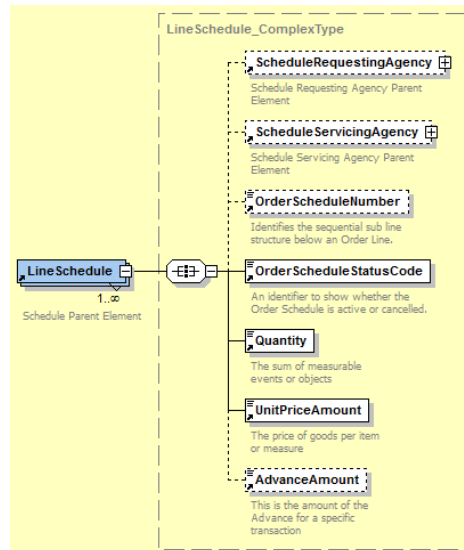 LineSchedule_ComplexType
ScheduleRequestingAgency
Schedule Requesting Agency Parent
Element
ScheduleServicingAgency
Schedule Servicing Agency Parent
Element
OrderScheduleNumber
Identifies the sequential sub line
structure below an Order Line.
LineSchedule
1..∞
Schedule Parent Element
OrderScheduleStatusCode
An identifier to show whether the
Order Schedule is active or cancelled.
Quantity
The sum of measurable
events or objects
UnitPriceAmount
The price of goods per item
or measure
AdvanceAmount
This is the amount of the
Advance for a specific
transaction